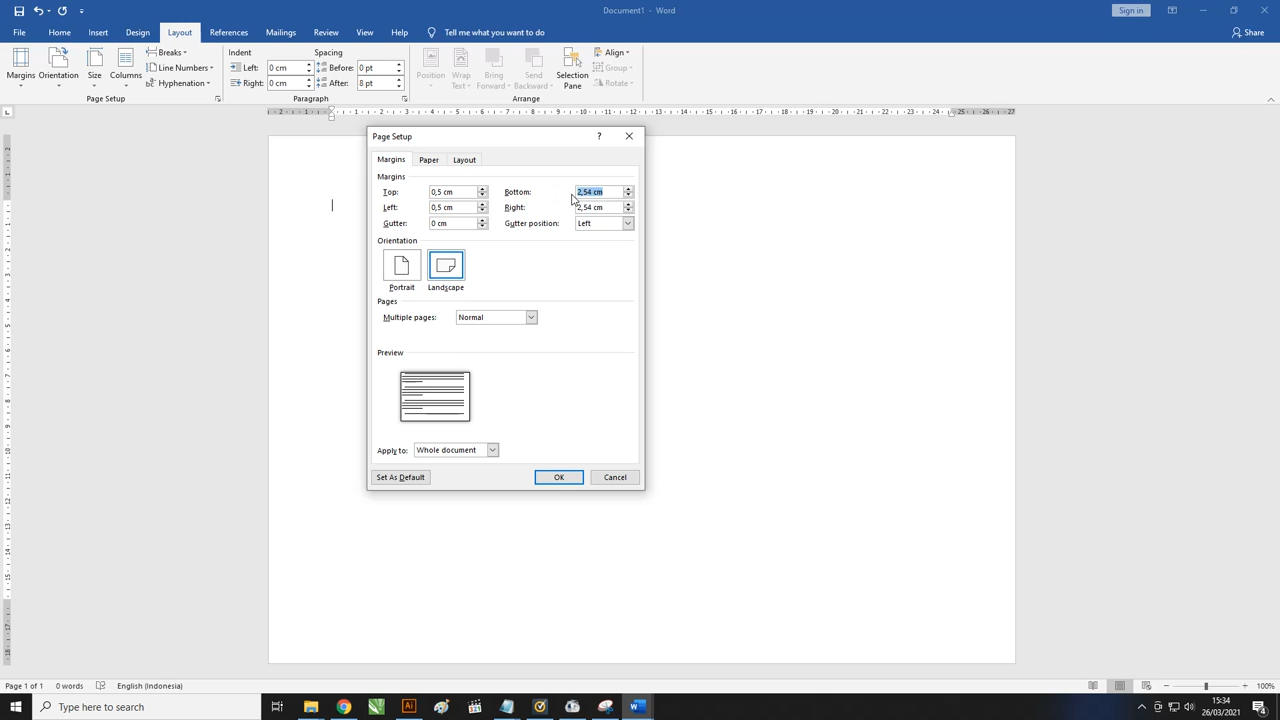 Document1 - Word
Sign in
File Home Insert Design Layout References Mailings Review View Help Tell me what you want to do Share
Margins
Orientation
Size
Columns
Breaks
Line Numbers
Hyphenation
Page Setup
Indent
Left: 0 cm
Right: 0 cm
Spacing
Before: 0 pt
After: 8 pt
Paragraph
Position
Wrap Text
Bring Forward
Send Backward
Selection Pane
Align
Group
Rotate
Arrange
Page Setup ?
Margins Paper Layout
Margins
Top: 0,5 cm Bottom: 2,54 cm
Left: 0,5 cm Right: 2,54 cm
Gutter: 0 cm Gutter position: Left
Orientation
Portrait Landscape
Pages
Multiple pages: Normal
Preview
Apply to: Whole document
Set As Default OK Cancel
Page 1 of 1 0 words English (Indonesia) 100%
Type here to search
15:34
26/03/2021